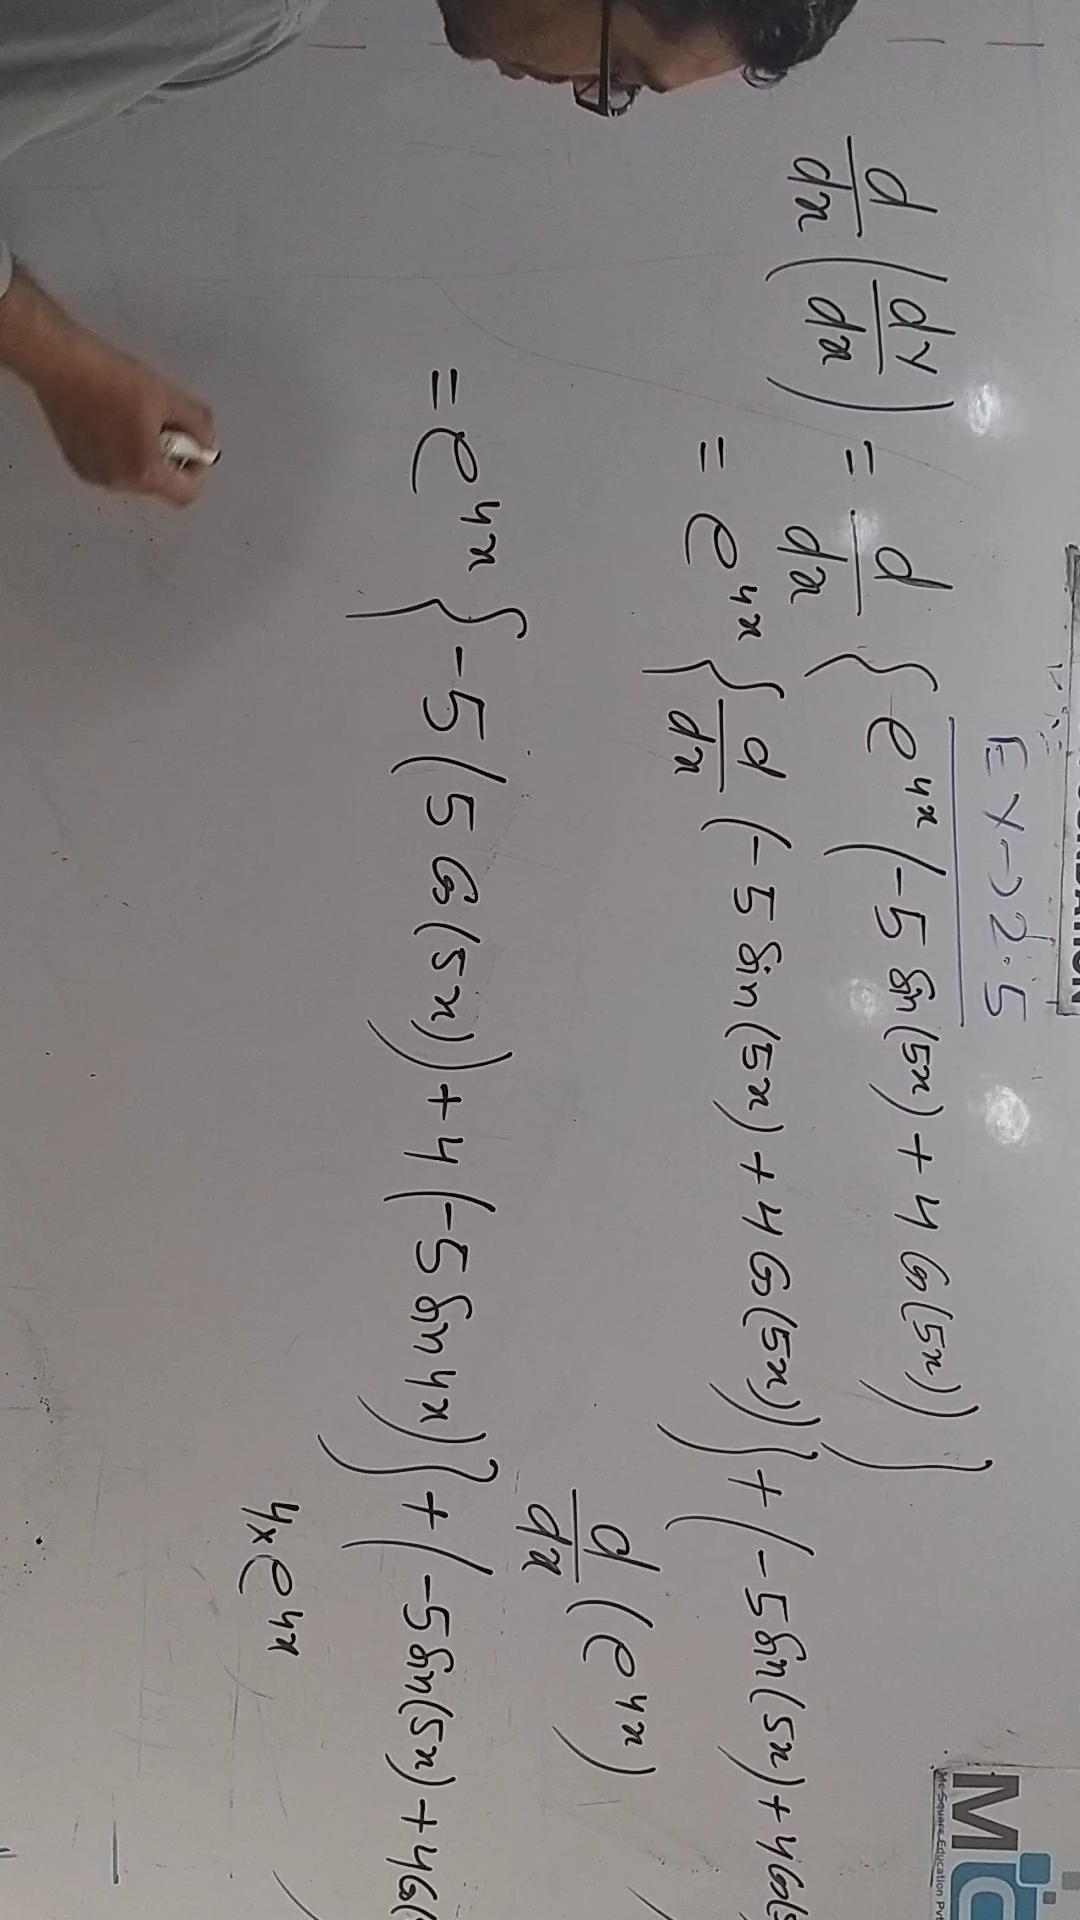 Ex → 2.5
d/dx (dy/dx) = d/dx { e^4x (-5 sin(5x) + 4 cos(5x)) }
= e^4x { d/dx (-5 sin(5x) + 4 cos(5x)) } + (-5 sin(5x) + 4 cos(5
d/dx (e^4x)
= e^4x { -5 (5 cos(5x)) + 4 (-5 sin 4x) } + (-5 sin(5x) + 4 cos(
4 × e^4x
Mc-Square Education Pvt